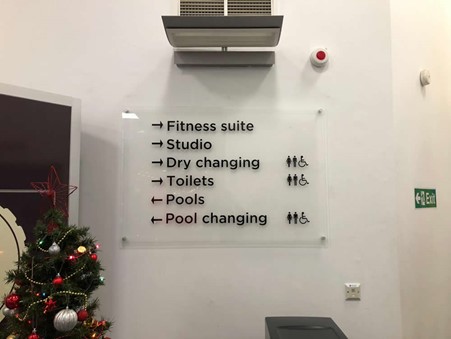 → Fitness suite
→ Studio
→ Dry changing
→ Toilets
← Pools
← Pool changing
Exit